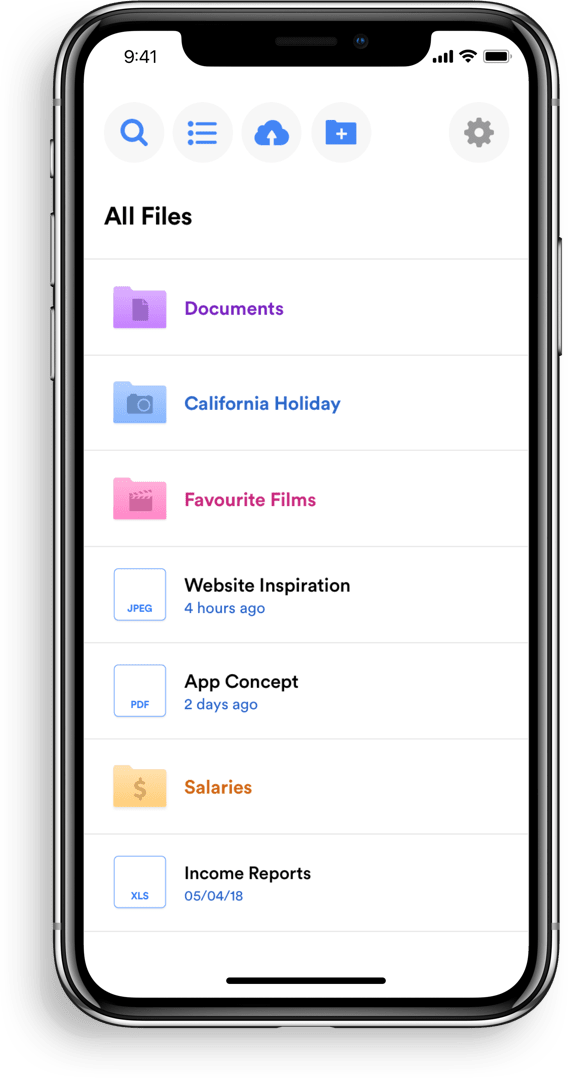 9:41
All Files
Documents
California Holiday
Favourite Films
JPEG
Website Inspiration
4 hours ago
PDF
App Concept
2 days ago
$
Salaries
XLS
Income Reports
05/04/18